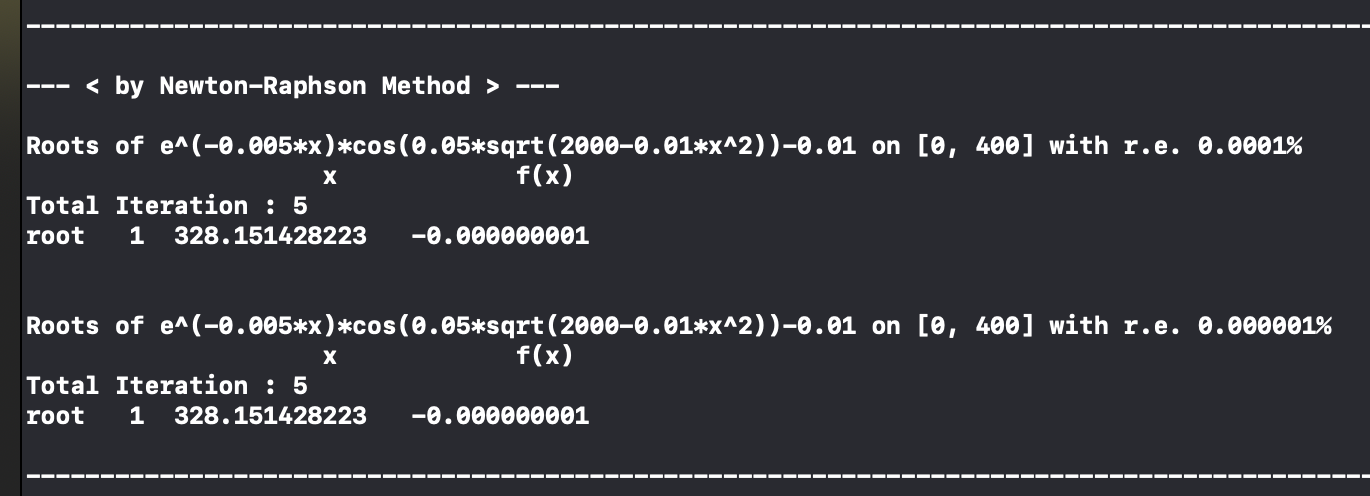 --- < by Newton-Raphson Method > ---
Roots of e^(-0.005*x)*cos(0.05*sqrt(2000-0.01*x^2))-0.01 on [0, 400] with r.e. 0.0001%
x f(x)
Total Iteration : 5
root 1 328.151428223 -0.000000001
Roots of e^(-0.005*x)*cos(0.05*sqrt(2000-0.01*x^2))-0.01 on [0, 400] with r.e. 0.000001%
x f(x)
Total Iteration : 5
root 1 328.151428223 -0.000000001